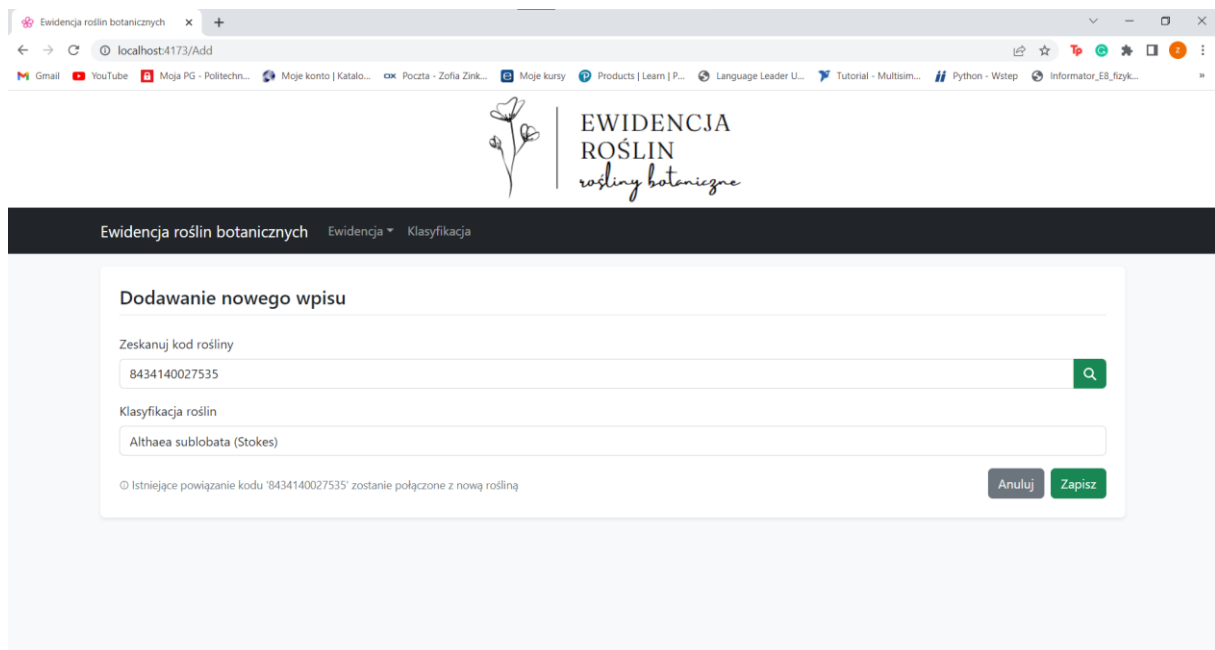 Ewidencja roślin botanicznych
localhost:4173/Add
Tp
z
Gmail YouTube Moja PG - Politechn... Moje konto | Katalo... Poczta - Zofia Zink... Moje kursy Products | Learn | P... Language Leader U... Tutorial - Multisim... Python - Wstep Informator_E8_fizyk... »
EWIDENCJA
ROŚLIN
rośliny botaniczne
Ewidencja roślin botanicznych Ewidencja Klasyfikacja
Dodawanie nowego wpisu
Zeskanuj kod rośliny
8434140027535
Klasyfikacja roślin
Althaea sublobata (Stokes)
Istniejące powiązanie kodu '8434140027535' zostanie połączone z nową rośliną
Anuluj Zapisz